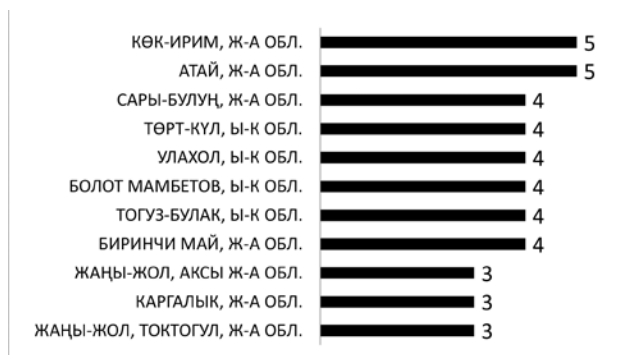 КӨК-ИРИМ, Ж-А ОБЛ. 5
АТАЙ, Ж-А ОБЛ. 5
САРЫ-БУЛУҢ, Ж-А ОБЛ. 4
ТӨРТ-КҮЛ, Ы-К ОБЛ. 4
УЛАХОЛ, Ы-К ОБЛ. 4
БОЛОТ МАМБЕТОВ, Ы-К ОБЛ. 4
ТОГУЗ-БУЛАК, Ы-К ОБЛ. 4
БИРИНЧИ МАЙ, Ж-А ОБЛ. 4
ЖАҢЫ-ЖОЛ, АКСЫ Ж-А ОБЛ. 3
КАРГАЛЫК, Ж-А ОБЛ. 3
ЖАҢЫ-ЖОЛ, ТОКТОГУЛ, Ж-А ОБЛ. 3